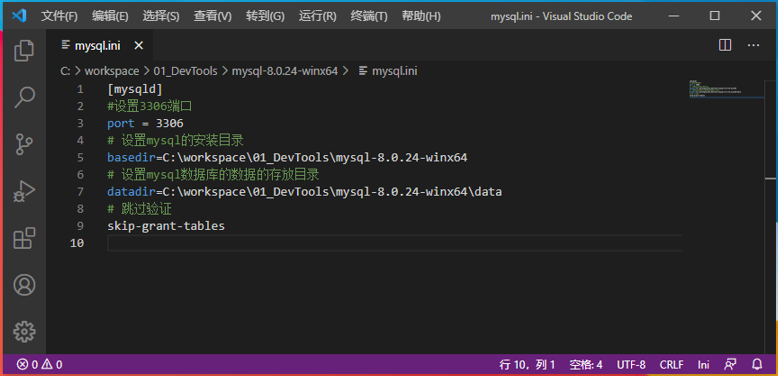 文件(F) 编辑(E) 选择(S) 查看(V) 转到(G) 运行(R) 终端(T) 帮助(H) mysql.ini - Visual Studio Code
mysql.ini
C: > workspace > 01_DevTools > mysql-8.0.24-winx64 > mysql.ini
1 [mysqld]
2 #设置3306端口
3 port = 3306
4 # 设置mysql的安装目录
5 basedir=C:\workspace\01_DevTools\mysql-8.0.24-winx64
6 # 设置mysql数据库的数据的存放目录
7 datadir=C:\workspace\01_DevTools\mysql-8.0.24-winx64\data
8 # 跳过验证
9 skip-grant-tables
10
0 0 行 10，列 1 空格: 4 UTF-8 CRLF Ini